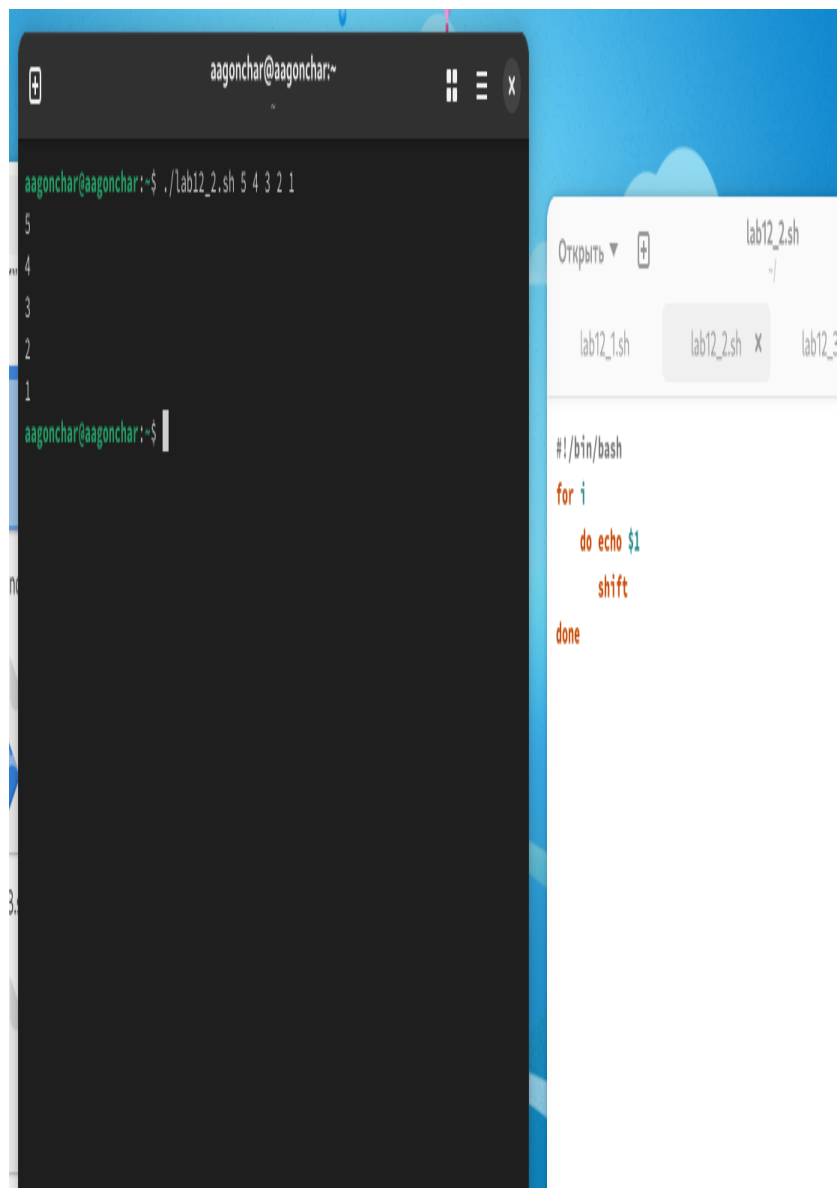 aagonchar@aagonchar:~
~
aagonchar@aagonchar:~$ ./lab12_2.sh 5 4 3 2 1
5
4
3
2
1
aagonchar@aagonchar:~$
Открыть
lab12_2.sh
~/
lab12_1.sh
lab12_2.sh
#!/bin/bash
for i
do echo $1
shift
done